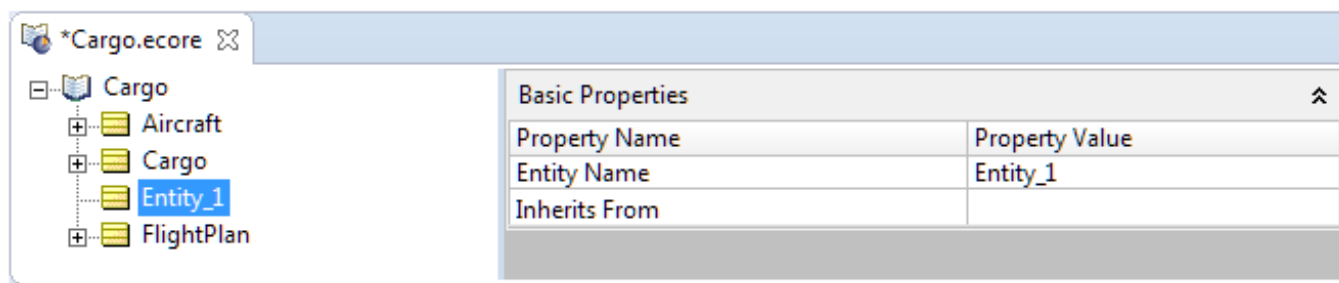 *Cargo.ecore
Cargo
Aircraft
Cargo
Entity_1
FlightPlan
Basic Properties
Property Name Property Value
Entity Name Entity_1
Inherits From